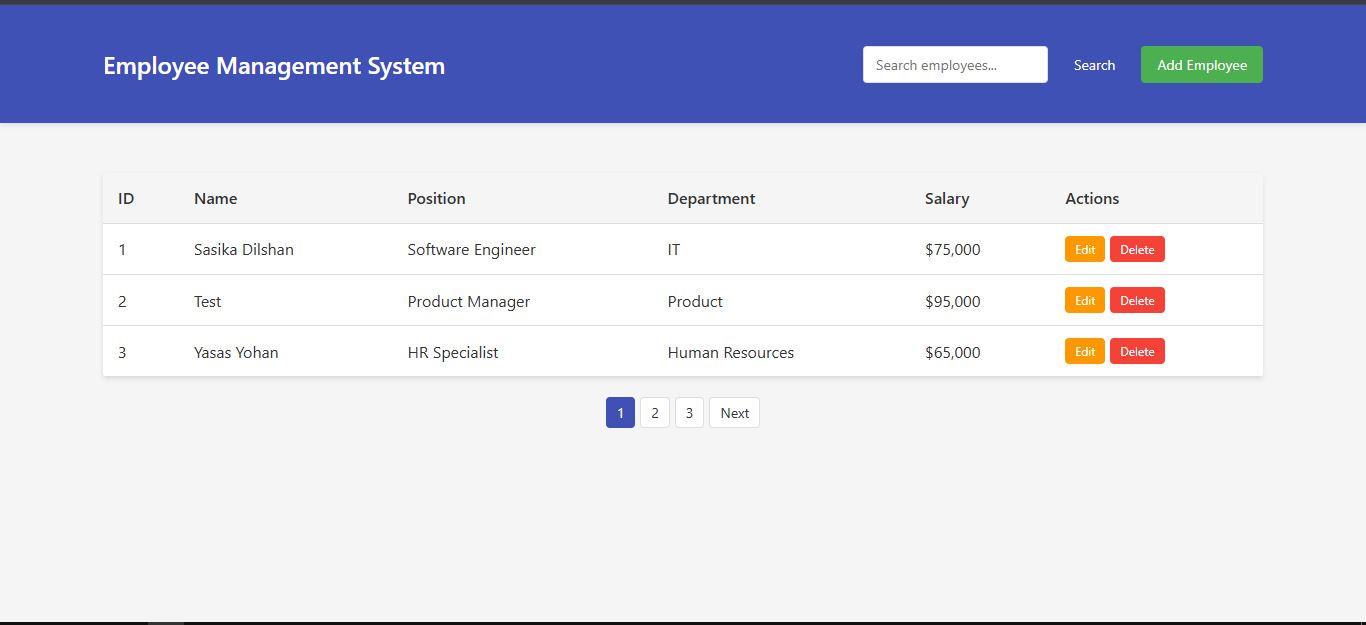 Employee Management System Search employees... Search Add Employee
ID Name Position Department Salary Actions
1 Sasika Dilshan Software Engineer IT $75,000 Edit Delete
2 Test Product Manager Product $95,000 Edit Delete
3 Yasas Yohan HR Specialist Human Resources $65,000 Edit Delete
1 2 3 Next